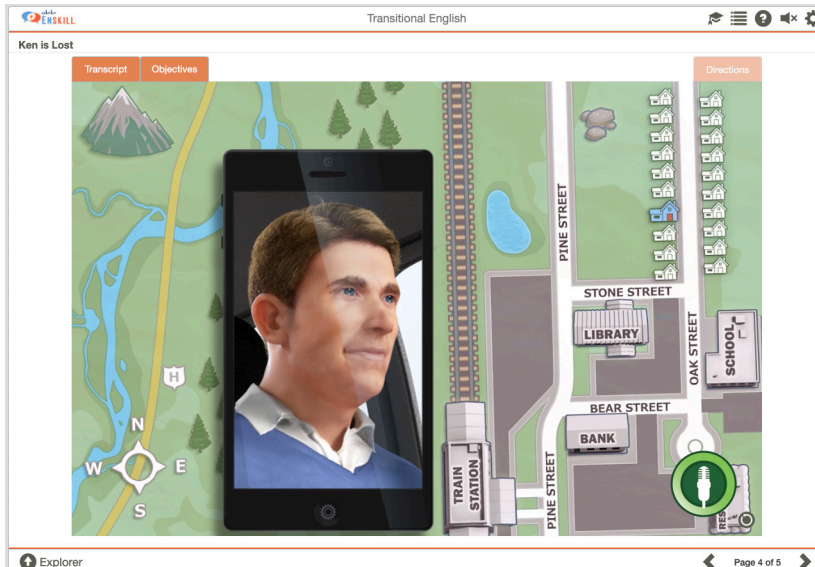 ENSKILL
Transitional English
Ken is Lost
Transcript
Objectives
Directions
PINE STREET
STONE STREET
LIBRARY
OAK STREET
SCHOOL
H
BEAR STREET
BANK
N
W
E
S
TRAIN STATION
PINE STREET
RES
Explorer
Page 4 of 5